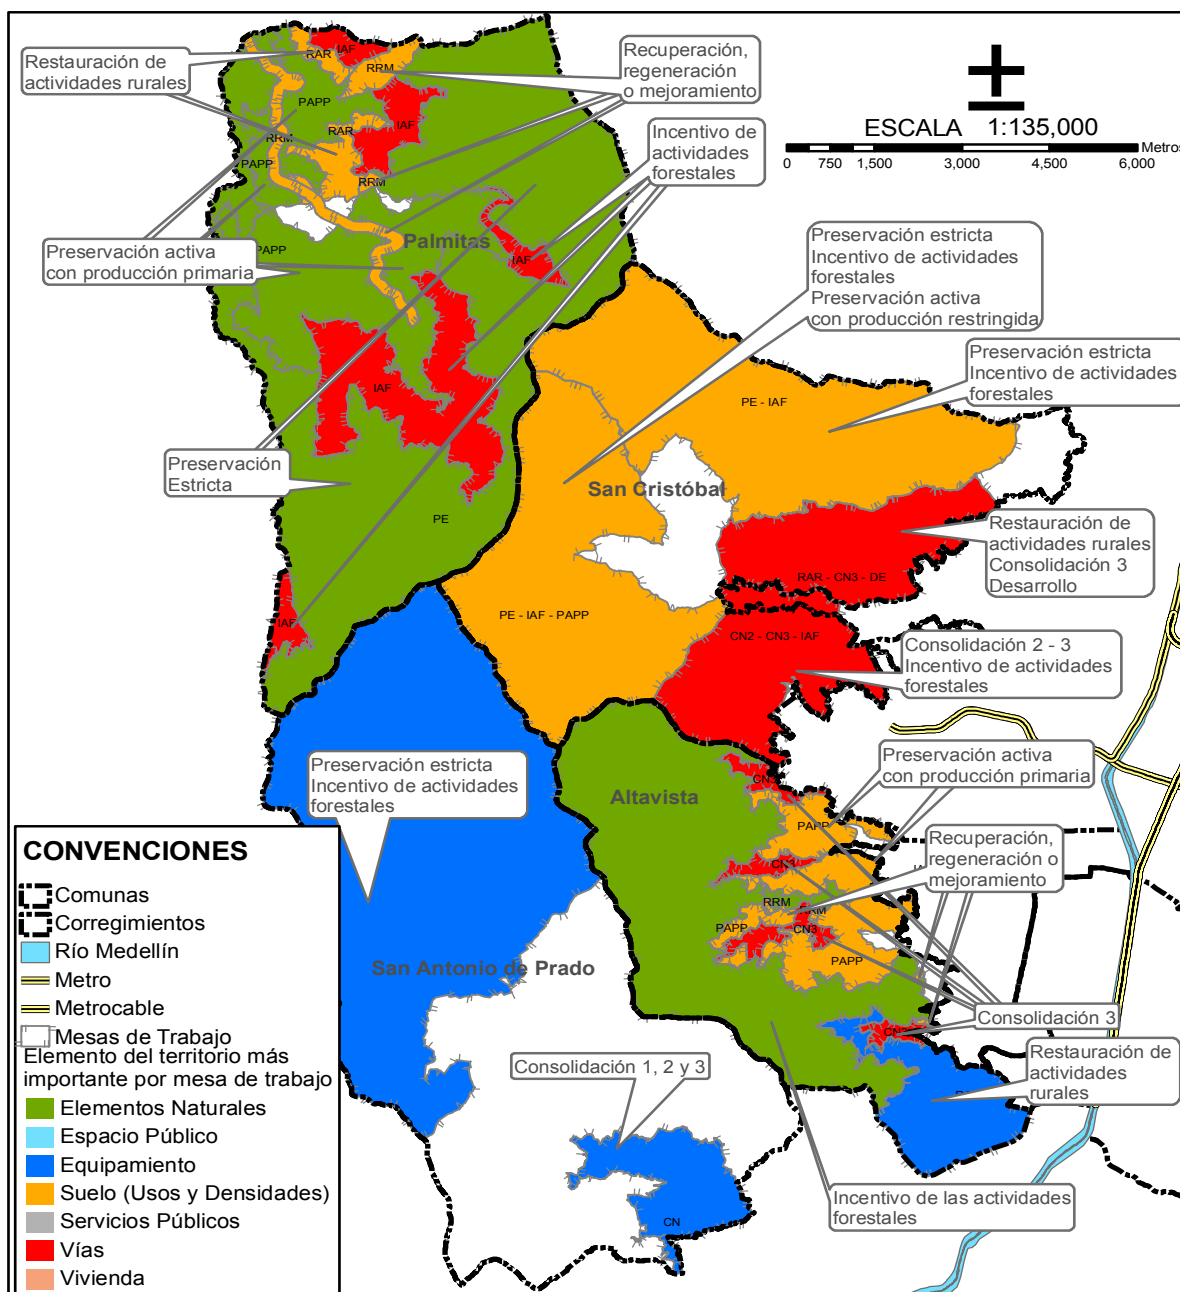 Restauración de
actividades rurales
Recuperación,
regeneración
o mejoramiento
Incentivo de
actividades
forestales
ESCALA 1:135,000
0 750 1,500 3,000 4,500 6,000 Metros
IAF
RAR
RRM
PAPP
IAF
RAR
RRM
PAPP
RRM
PAPP
Palmitas
IAF
Preservación activa
con producción primaria
Preservación estricta
Incentivo de actividades
forestales
Preservación activa
con producción restringida
Preservación estricta
Incentivo de actividades
forestales
IAF
PE - IAF
Preservación
Estricta
San Cristóbal
PE
Restauración de
actividades rurales
Consolidación 3
Desarrollo
RAR - CN3 - DE
IAF
PE - IAF - PAPP
CN2 - CN3 - IAF
Consolidación 2 - 3
Incentivo de actividades
forestales
Preservación estricta
Incentivo de actividades
forestales
Preservación activa
con producción primaria
CN3
Altavista
PAPP
Recuperación,
regeneración o
mejoramiento
CN3
RRM
RRM
PAPP
CN3
PAPP
San Antonio de Prado
Consolidación 3
Restauración de
actividades
rurales
Consolidación 1, 2 y 3
Incentivo de las actividades
forestales
CN
CONVENCIONES
Comunas
Corregimientos
Río Medellín
Metro
Metrocable
Mesas de Trabajo
Elemento del territorio más
importante por mesa de trabajo
Elementos Naturales
Espacio Público
Equipamiento
Suelo (Usos y Densidades)
Servicios Públicos
Vías
Vivienda